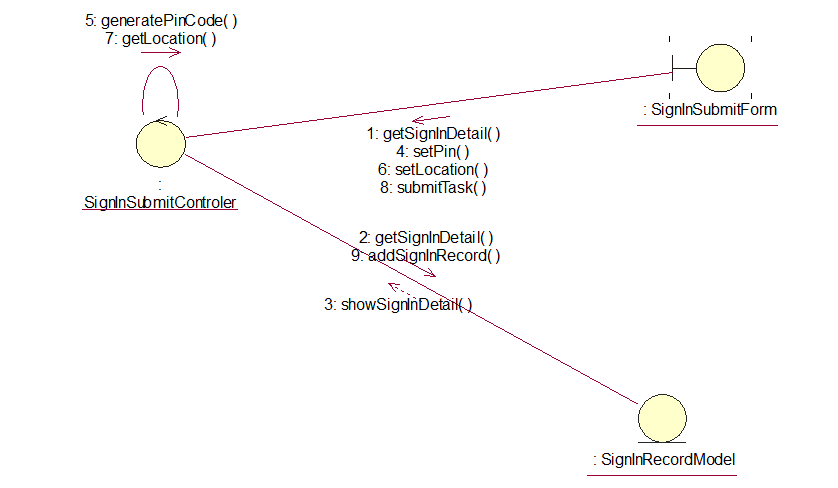 5: generatePinCode( )
7: getLocation( )
: SignInSubmitForm
1: getSignInDetail( )
4: setPin( )
6: setLocation( )
8: submitTask( )
:
SignInSubmitControler
2: getSignInDetail( )
9: addSignInRecord( )
3: showSignInDetail( )
: SignInRecordModel